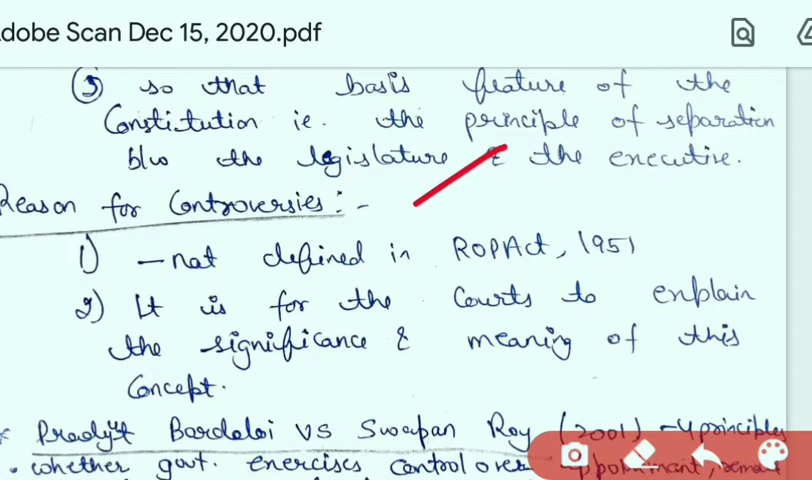 dobe Scan Dec 15, 2020.pdf
③ so that basis feature of the
Constitution ie. the principle of separation
b/w the legislature & the executive.
Reason for Controversies :-
1) - not defined in ROPAct, 1951
2) It is for the Courts to explain
the significance & meaning of this
Concept.
Pradyut Bardoloi vs Swapan Roy (2001) - 4 principles
• whether govt. exercises control over appointment,